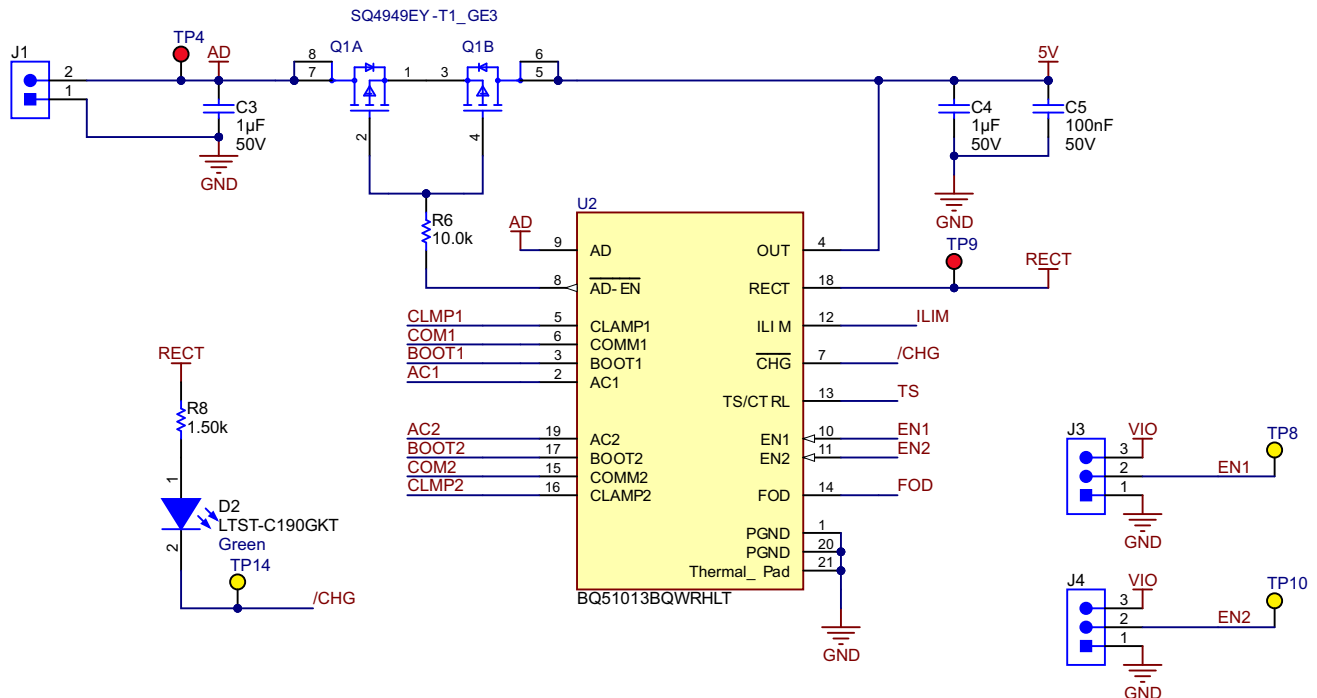 SQ4949EY-T1_GE3
J1
2
1
TP4
AD
8
7
Q1A
1
3
Q1B
6
5
5V
C3
1µF
50V
GND
2
4
C4
1µF
50V
C5
100nF
50V
GND
R6
10.0k
U2
AD
9
AD
OUT
4
TP9
RECT
8
AD-EN
RECT
18
CLMP1
5
CLAMP1
ILIM
12
ILIM
COM1
6
COMM1
BOOT1
3
BOOT1
CHG
7
/CHG
AC1
2
AC1
TS/CTRL
13
TS
AC2
19
AC2
EN1
10
EN1
BOOT2
17
BOOT2
EN2
11
EN2
COM2
15
COMM2
CLMP2
16
CLAMP2
FOD
14
FOD
PGND
1
PGND
20
Thermal_ Pad
21
BQ51013BQWRHLT
GND
RECT
R8
1.50k
1
D2
LTST-C190GKT
Green
2
TP14
/CHG
J3
VIO
3
2
1
EN1
TP8
GND
J4
VIO
3
2
1
EN2
TP10
GND